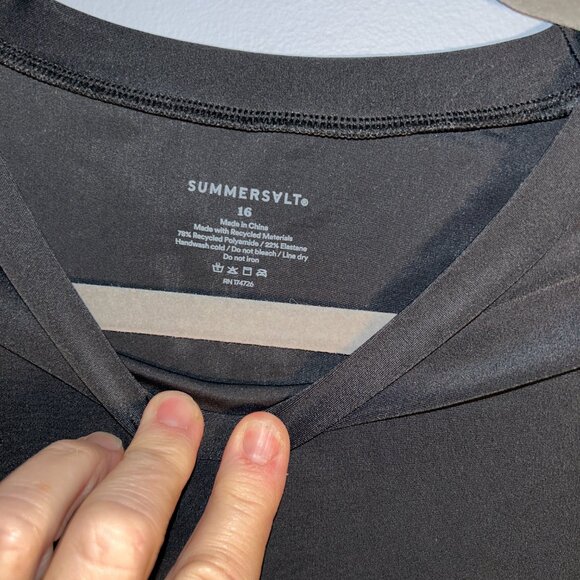 SUMMERSALT®
16
Made in China
Made with Recycled Materials
78% Recycled Polyamide / 22% Elastane
Handwash cold / Do not bleach / Line dry
Do not iron
RN 174726